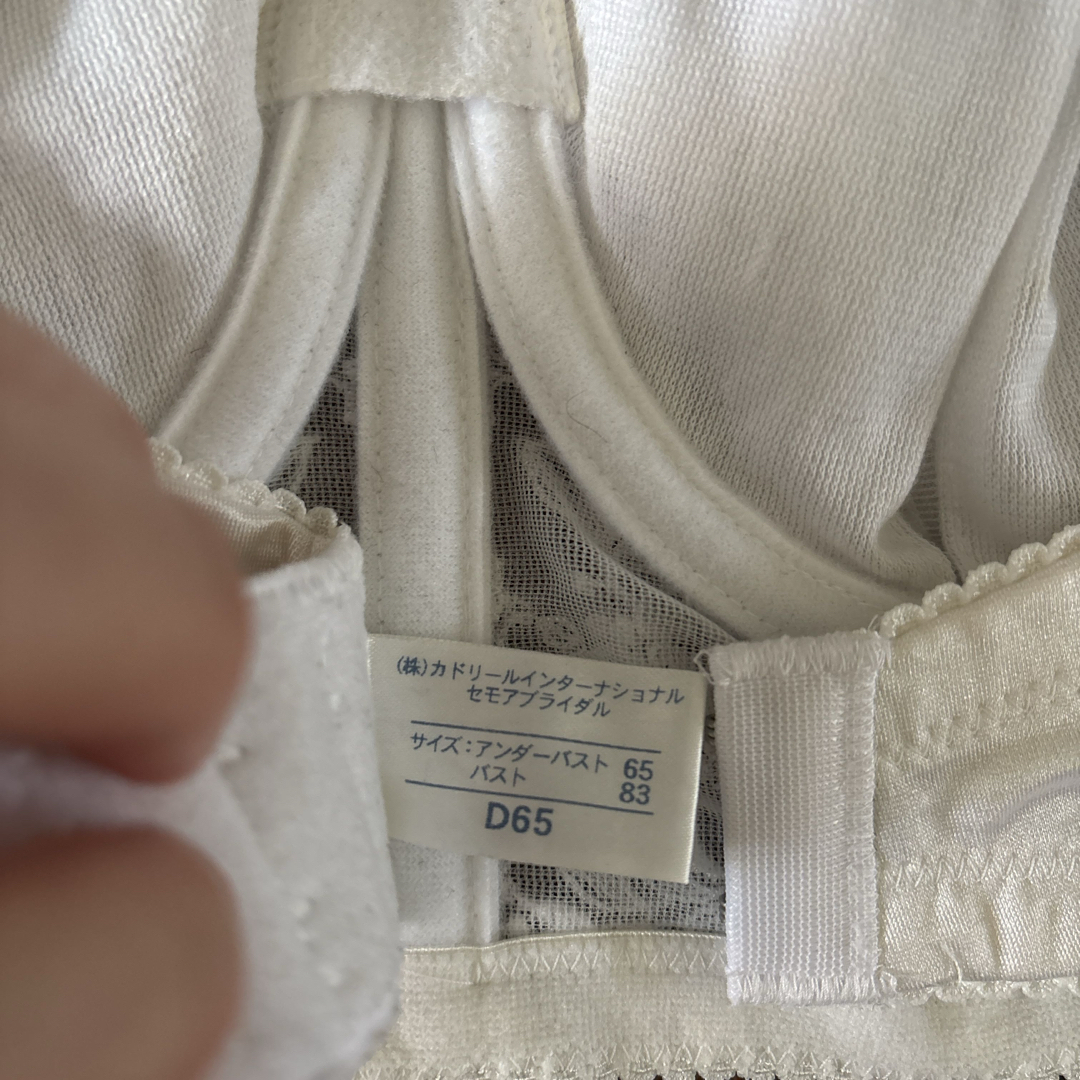 (株)カドリールインターナショナル
セモアブライダル
サイズ:アンダーバスト 65
バスト 83
D65